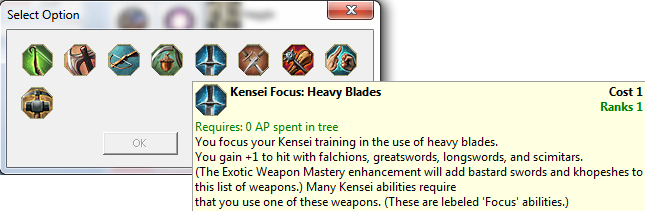 Select Option
OK
Kensei Focus: Heavy Blades
Cost 1
Ranks 1
Requires: 0 AP spent in tree
You focus your Kensei training in the use of heavy blades.
You gain +1 to hit with falchions, greatswords, longswords, and scimitars.
(The Exotic Weapon Mastery enhancement will add bastard swords and khopeshes to
this list of weapons.) Many Kensei abilities require
that you use one of these weapons. (These are labeled 'Focus' abilities.)